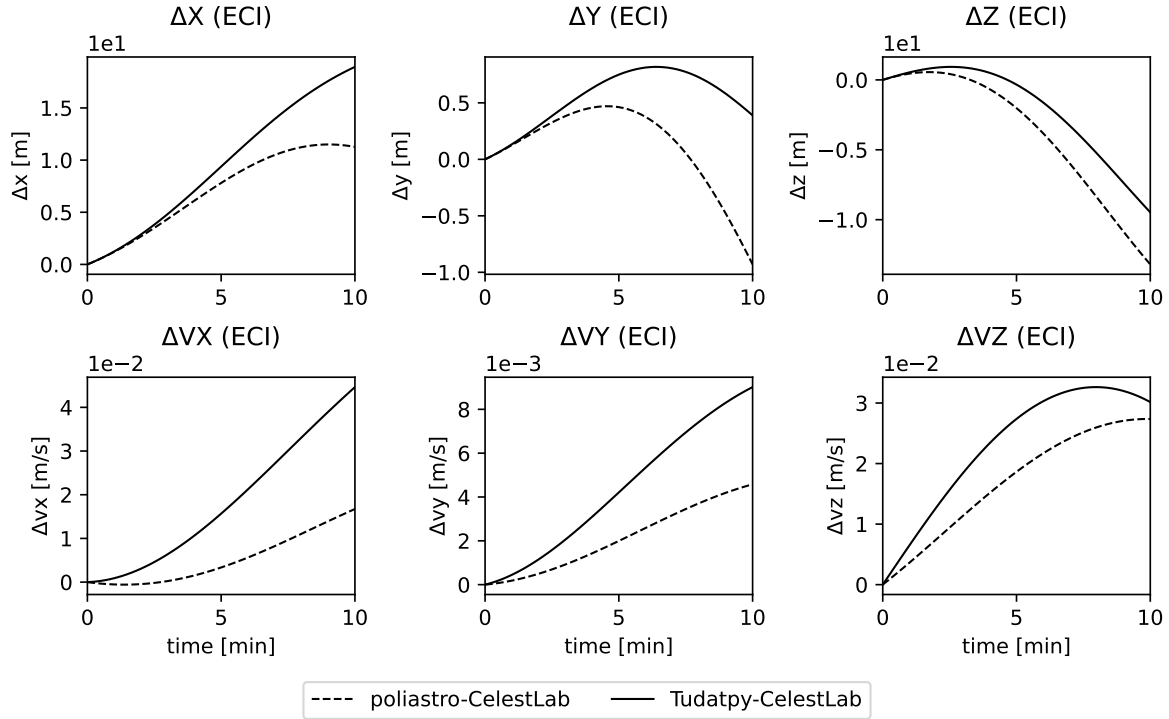 ΔX (ECI)
ΔY (ECI)
ΔZ (ECI)
1e1
1.5
1.0
0.5
0.0
Δx [m]
0
5
10
0.5
0.0
−0.5
−1.0
Δy [m]
0
5
10
1e1
0.0
−0.5
−1.0
Δz [m]
0
5
10
ΔVX (ECI)
ΔVY (ECI)
ΔVZ (ECI)
1e−2
4
3
2
1
0
Δvx [m/s]
0
5
10
time [min]
1e−3
8
6
4
2
0
Δvy [m/s]
0
5
10
time [min]
1e−2
3
2
1
0
Δvz [m/s]
0
5
10
time [min]
poliastro-CelestLab
Tudatpy-CelestLab